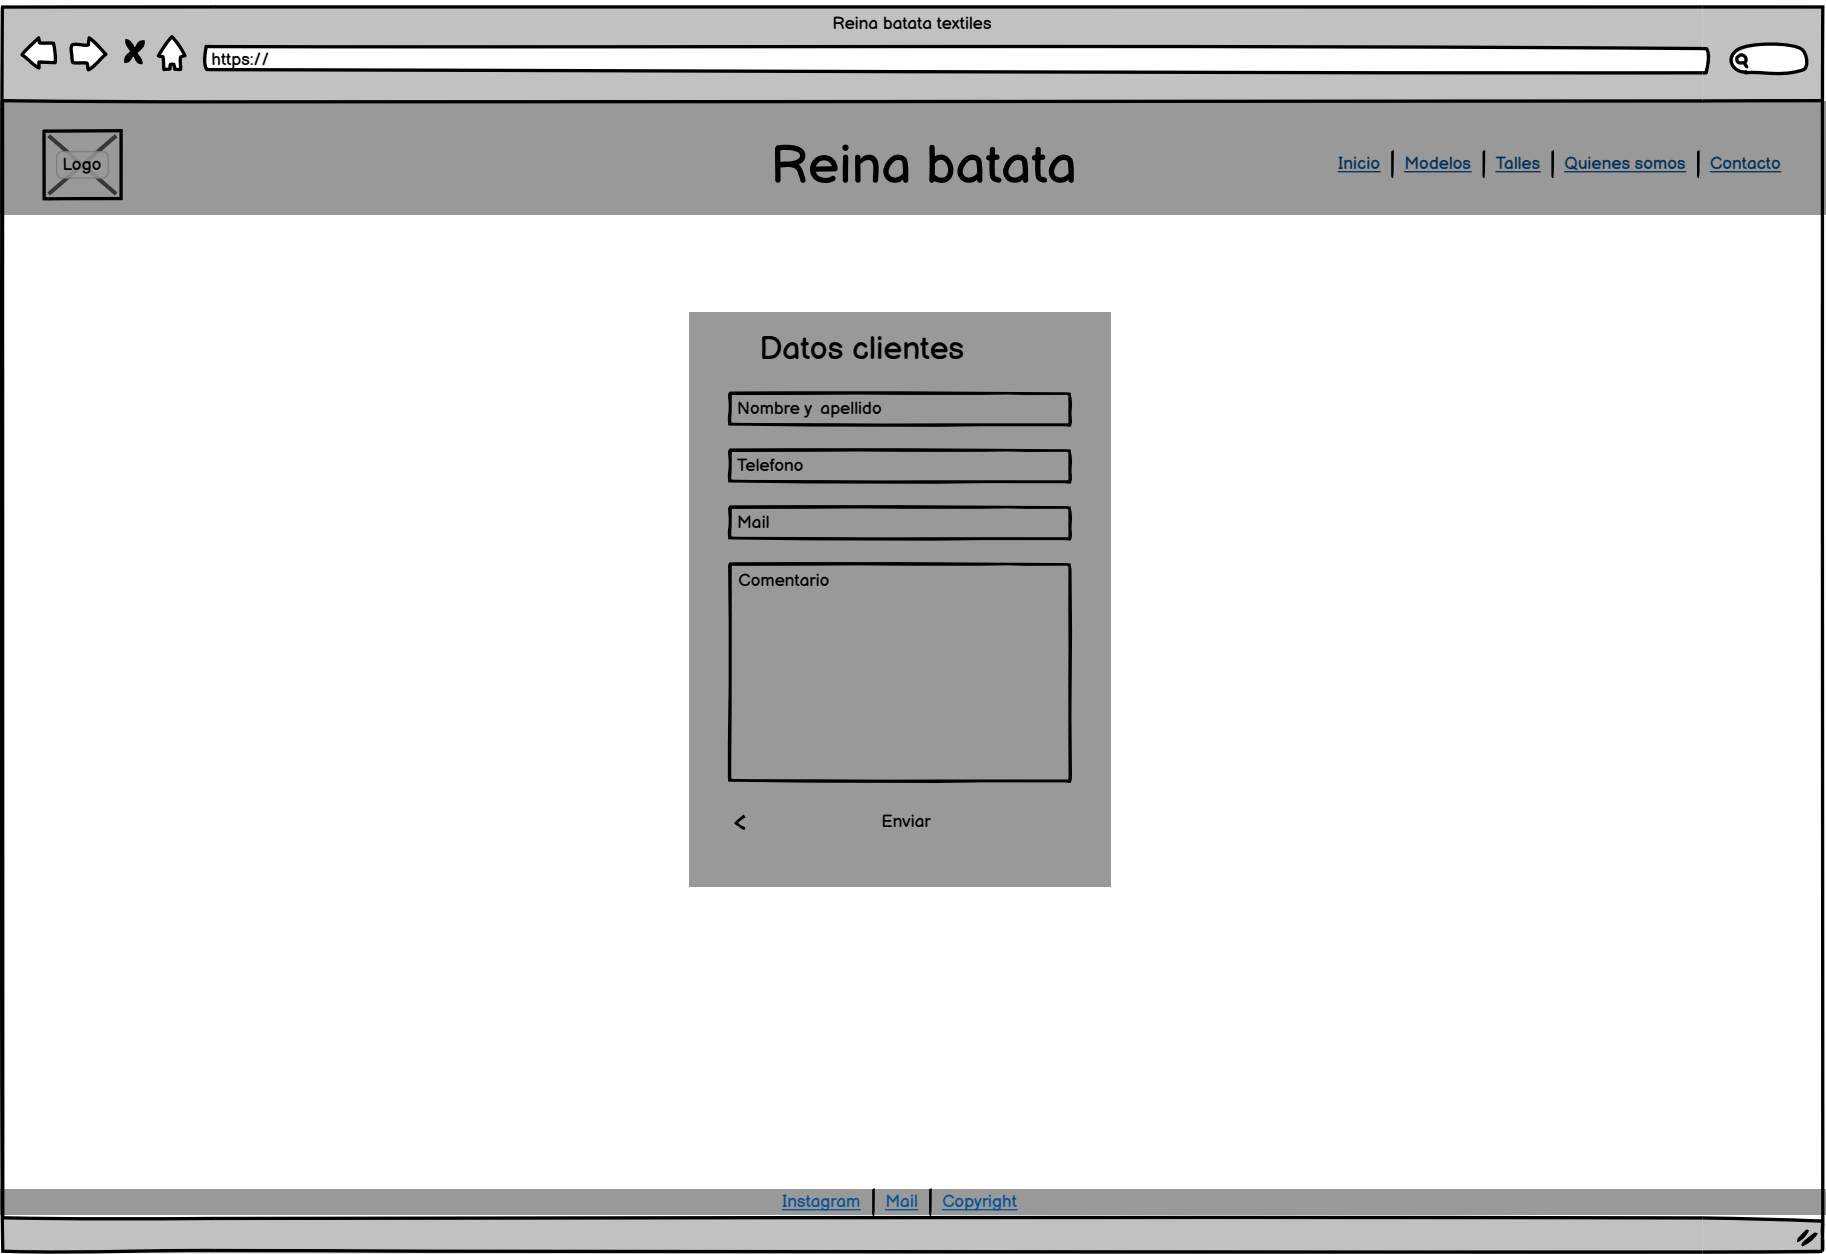 Reina batata textiles
https://
Logo
Reina batata
Inicio | Modelos | Talles | Quienes somos | Contacto
Datos clientes
Nombre y apellido
Telefono
Mail
Comentario
< Enviar
Instagram | Mail | Copyright